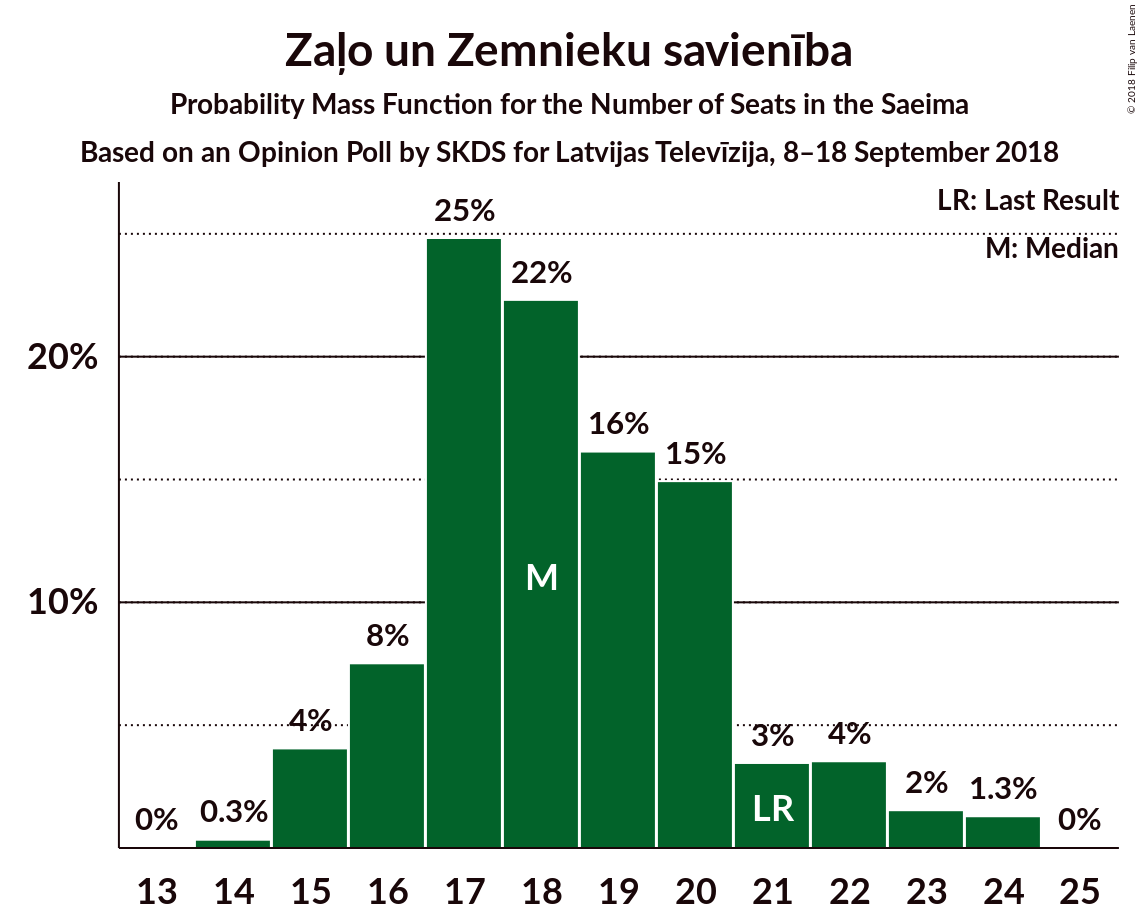 Zaļo un Zemnieku savienība
Probability Mass Function for the Number of Seats in the Saeima
Based on an Opinion Poll by SKDS for Latvijas Televīzija, 8–18 September 2018
© 2018 Filip van Laenen
LR: Last Result
M: Median
25%
22%
20%
16%
15%
M
10%
8%
4%
3%
4%
LR
2%
1.3%
0%
0.3%
0%
13 14 15 16 17 18 19 20 21 22 23 24 25